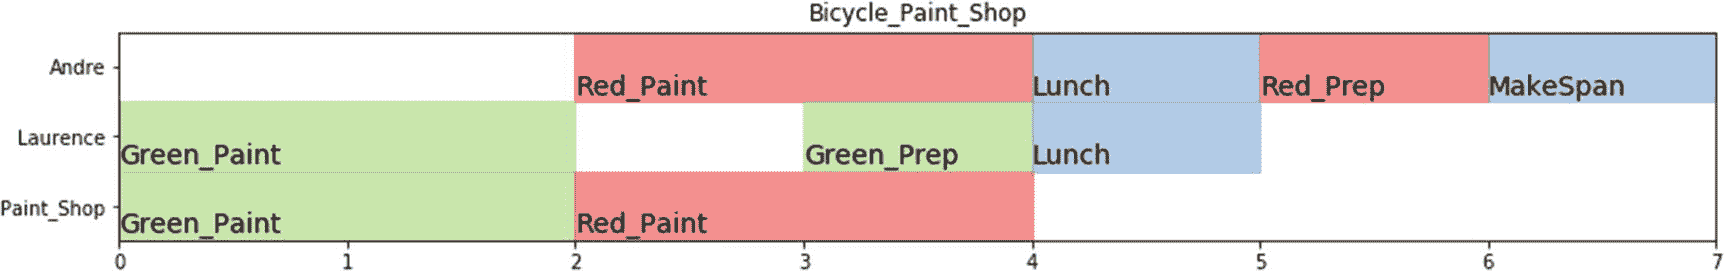 Bicycle_Paint_Shop
Andre
Red_Paint
Lunch
Red_Prep
MakeSpan
Laurence
Green_Paint
Green_Prep
Lunch
Paint_Shop
Green_Paint
Red_Paint
0 1 2 3 4 5 6 7